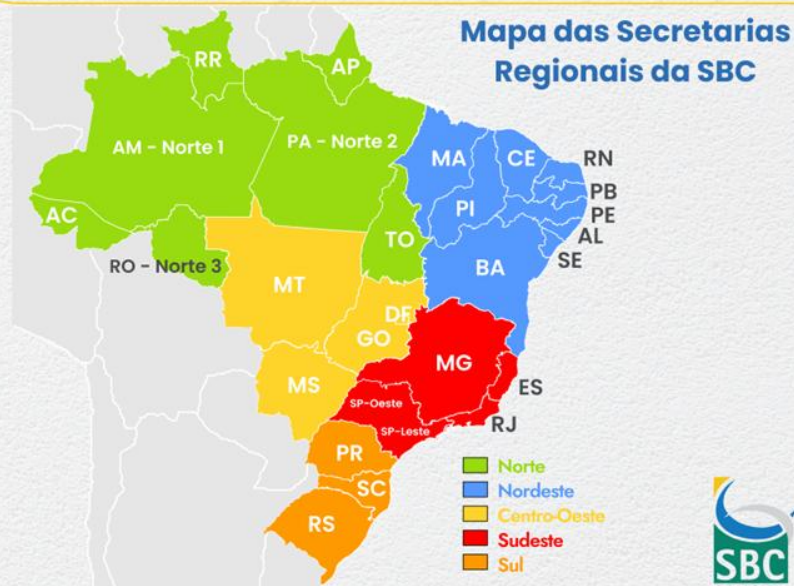 Mapa das Secretarias
Regionais da SBC
RR
AP
AM - Norte 1
PA - Norte 2
MA
CE
RN
PB
PE
AL
SE
PI
AC
TO
RO - Norte 3
BA
MT
DF
GO
MG
MS
ES
SP-Oeste
SP-Leste
RJ
PR
SC
RS
Norte
Nordeste
Centro-Oeste
Sudeste
Sul
SBC